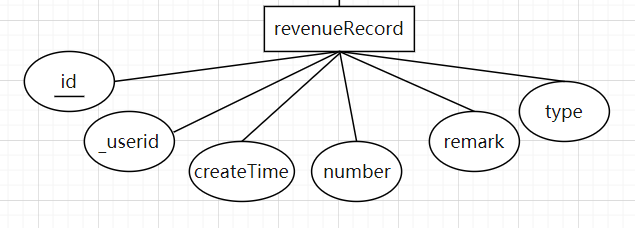 revenueRecord
id
_userid
createTime
number
remark
type